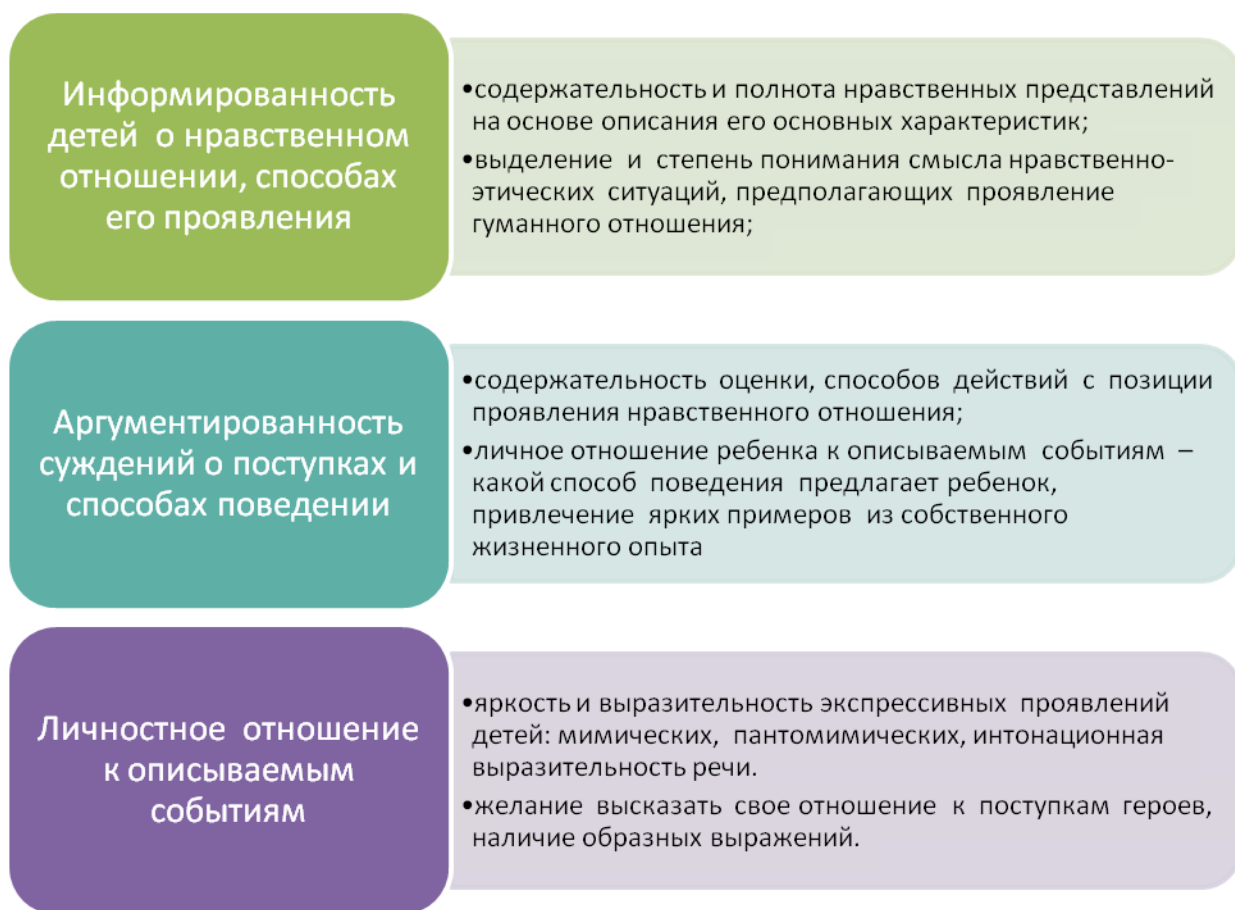 Информированность
детей о нравственном
отношении, способах
его проявления
•содержательность и полнота нравственных представлений
на основе описания его основных характеристик;
•выделение и степень понимания смысла нравственно-
этических ситуаций, предполагающих проявление
гуманного отношения;
Аргументированность
суждений о поступках и
способах поведении
•содержательность оценки, способов действий с позиции
проявления нравственного отношения;
•личное отношение ребенка к описываемым событиям –
какой способ поведения предлагает ребенок,
привлечение ярких примеров из собственного
жизненного опыта
Личностное отношение
к описываемым
событиям
•яркость и выразительность экспрессивных проявлений
детей: мимических, пантомимических, интонационная
выразительность речи.
•желание высказать свое отношение к поступкам героев,
наличие образных выражений.